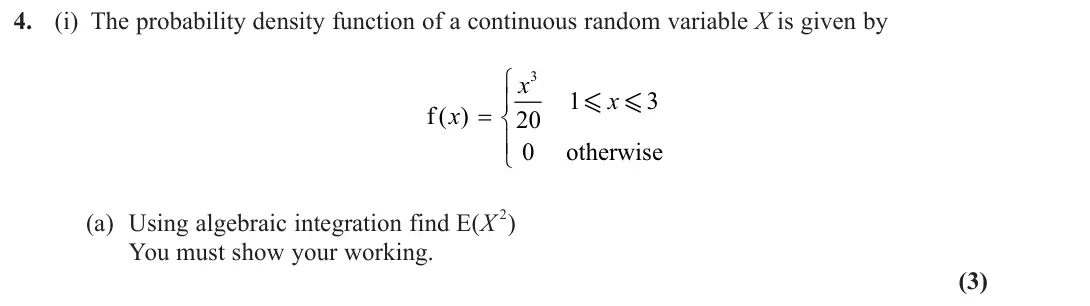 4. (i) The probability density function of a continuous random variable X is given by
f(x) = { x³/20   1 ⩽ x ⩽ 3
0   otherwise
(a) Using algebraic integration find E(X²)
You must show your working.
(3)